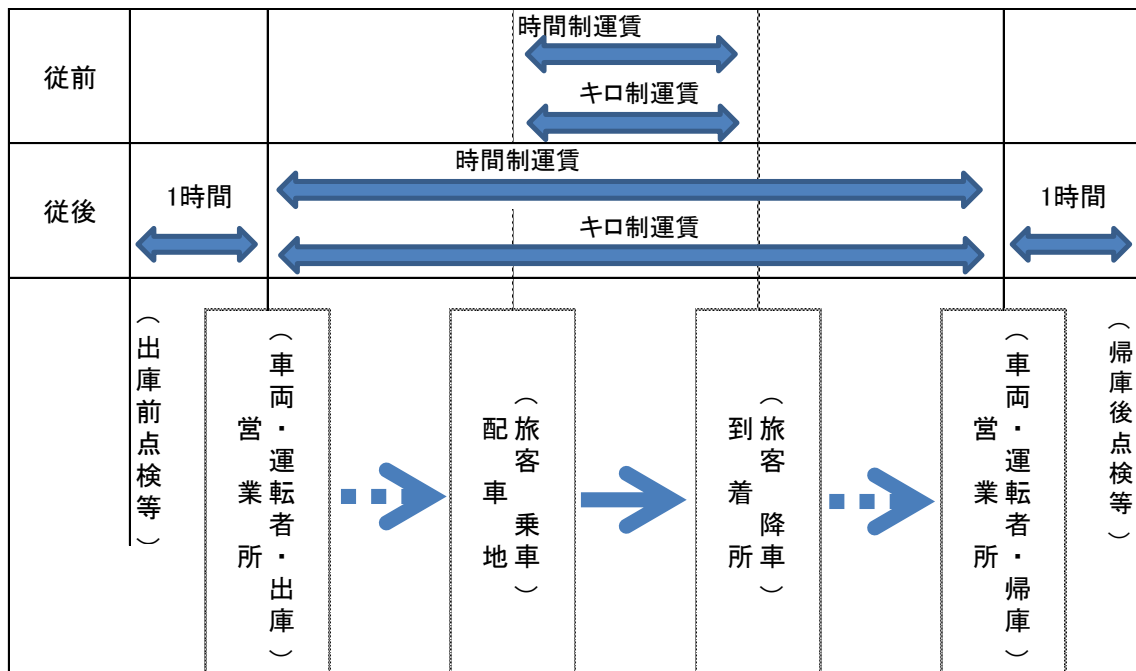 従前
時間制運賃
キロ制運賃
従後
1時間
時間制運賃
キロ制運賃
1時間
（出庫前点検等）
（車両・運転者・出庫）
営業所
（旅客　乗車）
配車地
（旅客　降車）
到着所
（車両・運転者・帰庫）
営業所
（帰庫後点検等）